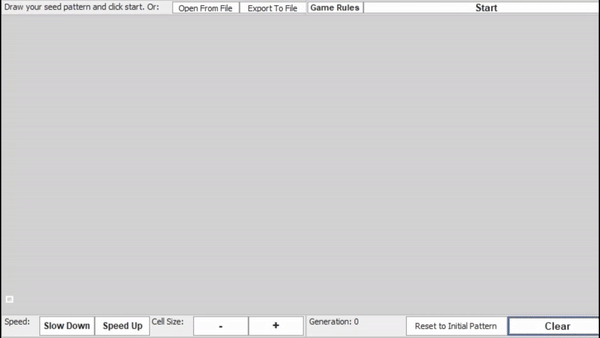 Draw your seed pattern and click start. Or: Open From File Export To File Game Rules Start
Speed: Slow Down Speed Up Cell Size: - + Generation: 0 Reset to Initial Pattern Clear